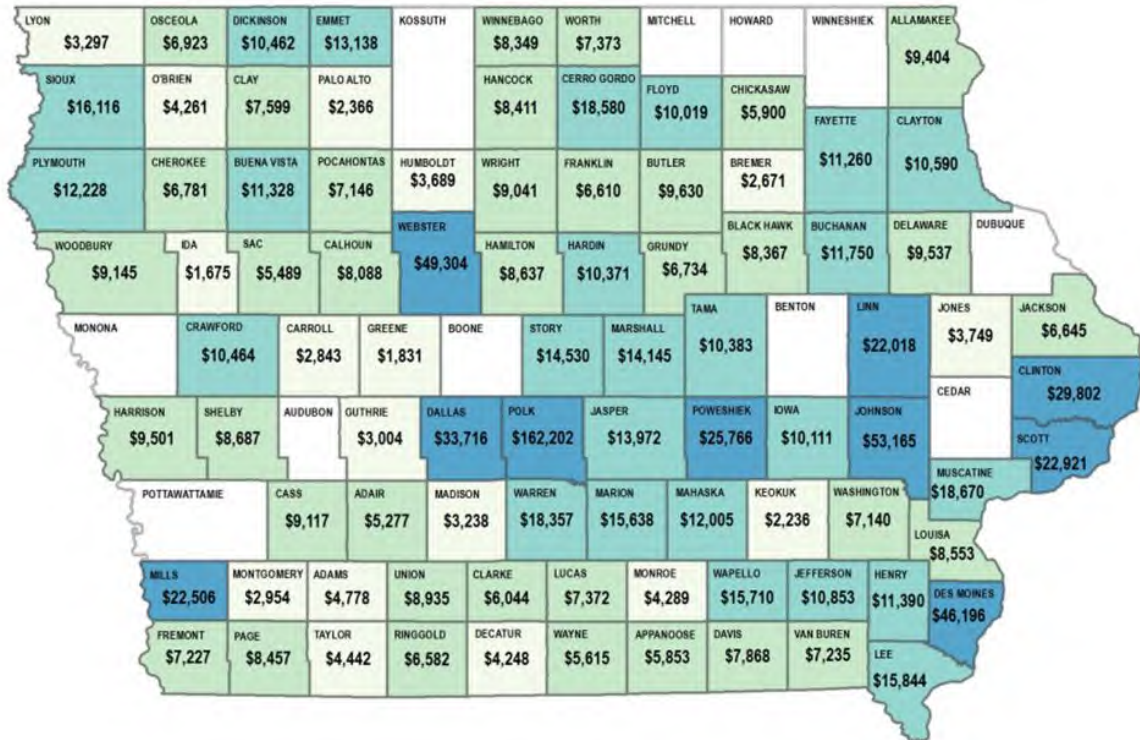 LYON
$3,297
OSCEOLA
$6,923
DICKINSON
$10,462
EMMET
$13,138
KOSSUTH
WINNEBAGO
$8,349
WORTH
$7,373
MITCHELL
HOWARD
WINNESHIEK
ALLAMAKEE
$9,404
SIOUX
$16,116
O'BRIEN
$4,261
CLAY
$7,599
PALO ALTO
$2,366
HANCOCK
$8,411
CERRO GORDO
$18,580
FLOYD
$10,019
CHICKASAW
$5,900
FAYETTE
$11,260
CLAYTON
$10,590
PLYMOUTH
$12,228
CHEROKEE
$6,781
BUENA VISTA
$11,328
POCAHONTAS
$7,146
HUMBOLDT
$3,689
WRIGHT
$9,041
FRANKLIN
$6,610
BUTLER
$9,630
BREMER
$2,671
WOODBURY
$9,145
IDA
$1,675
SAC
$5,489
CALHOUN
$8,088
WEBSTER
$49,304
HAMILTON
$8,637
HARDIN
$10,371
GRUNDY
$6,734
BLACK HAWK
$8,367
BUCHANAN
$11,750
DELAWARE
$9,537
DUBUQUE
MONONA
CRAWFORD
$10,464
CARROLL
$2,843
GREENE
$1,831
BOONE
STORY
$14,530
MARSHALL
$14,145
TAMA
$10,383
BENTON
LINN
$22,018
JONES
$3,749
JACKSON
$6,645
CLINTON
$29,802
CEDAR
HARRISON
$9,501
SHELBY
$8,687
AUDUBON
GUTHRIE
$3,004
DALLAS
$33,716
POLK
$162,202
JASPER
$13,972
POWESHIEK
$25,766
IOWA
$10,111
JOHNSON
$53,165
SCOTT
$22,921
MUSCATINE
$18,670
POTTAWATTAMIE
CASS
$9,117
ADAIR
$5,277
MADISON
$3,238
WARREN
$18,357
MARION
$15,638
MAHASKA
$12,005
KEOKUK
$2,236
WASHINGTON
$7,140
LOUISA
$8,553
MILLS
$22,506
MONTGOMERY
$2,954
ADAMS
$4,778
UNION
$8,935
CLARKE
$6,044
LUCAS
$7,372
MONROE
$4,289
WAPELLO
$15,710
JEFFERSON
$10,853
HENRY
$11,390
DES MOINES
$46,196
FREMONT
$7,227
PAGE
$8,457
TAYLOR
$4,442
RINGGOLD
$6,582
DECATUR
$4,248
WAYNE
$5,615
APPANOOSE
$5,853
DAVIS
$7,868
VAN BUREN
$7,235
LEE
$15,844